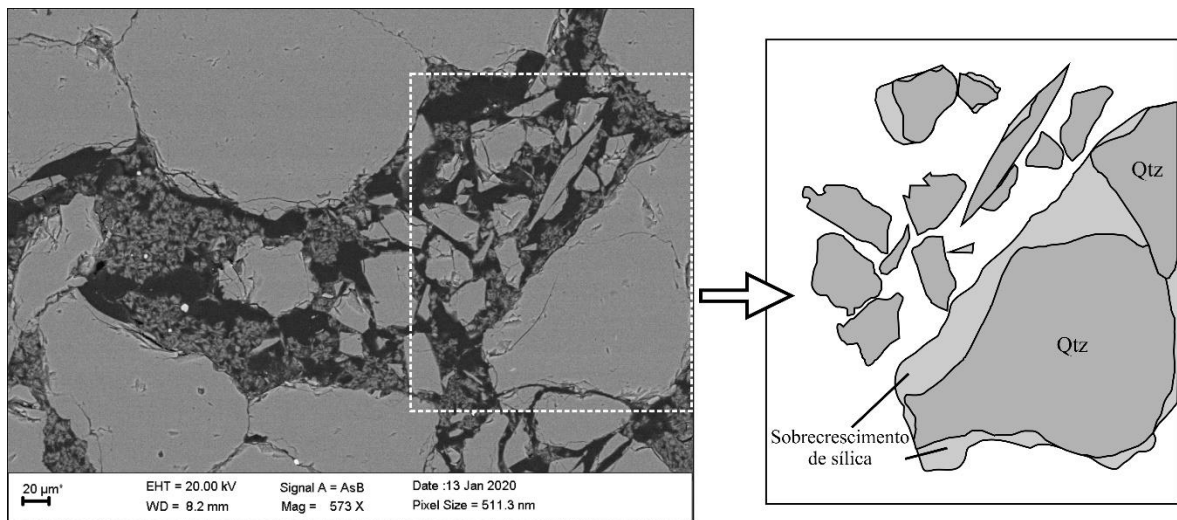 Qtz
Qtz
Sobrecrescimento
de sílica
20 µm
EHT = 20.00 kV
WD = 8.2 mm
Signal A = AsB
Mag = 573 X
Date :13 Jan 2020
Pixel Size = 511.3 nm